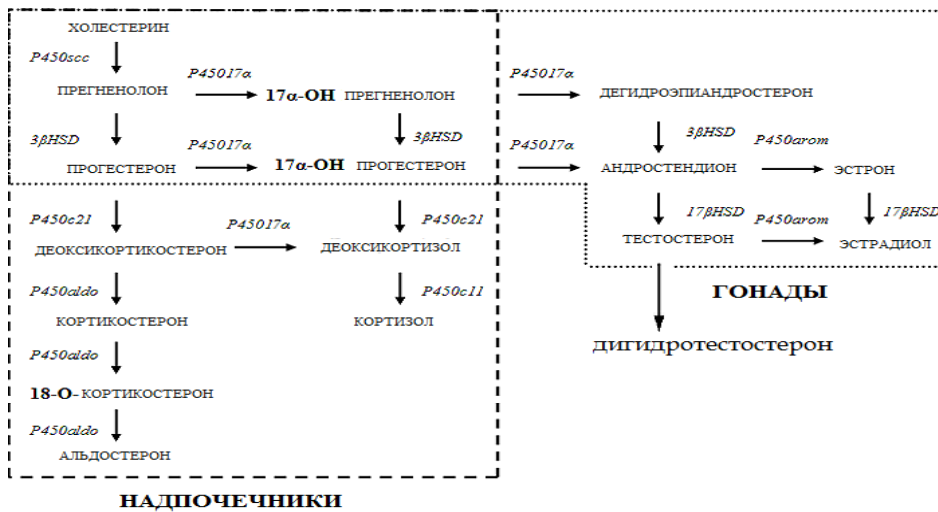 ХОЛЕСТЕРИН
P450scc
P45017α P45017α
ПРЕГНЕНОЛОН 17α-ОН ПРЕГНЕНОЛОН ДЕГИДРОЭПИАНДРОСТЕРОН
3βHSD 3βHSD 3βHSD P450arom
P45017α P45017α
ПРОГЕСТЕРОН 17α-ОН ПРОГЕСТЕРОН АНДРОСТЕНДИОН ЭСТРОН
P450c21 P45017α P450c21 17βHSD P450arom 17βHSD
ДЕОКСИКОРТИКОСТЕРОН ДЕОКСИКОРТИЗОЛ ТЕСТОСТЕРОН ЭСТРАДИОЛ
P450aldo P450c11 ГОНАДЫ
КОРТИКОСТЕРОН КОРТИЗОЛ
дигидротестостерон
P450aldo
18-О-КОРТИКОСТЕРОН
P450aldo
АЛЬДОСТЕРОН
НАДПОЧЕЧНИКИ